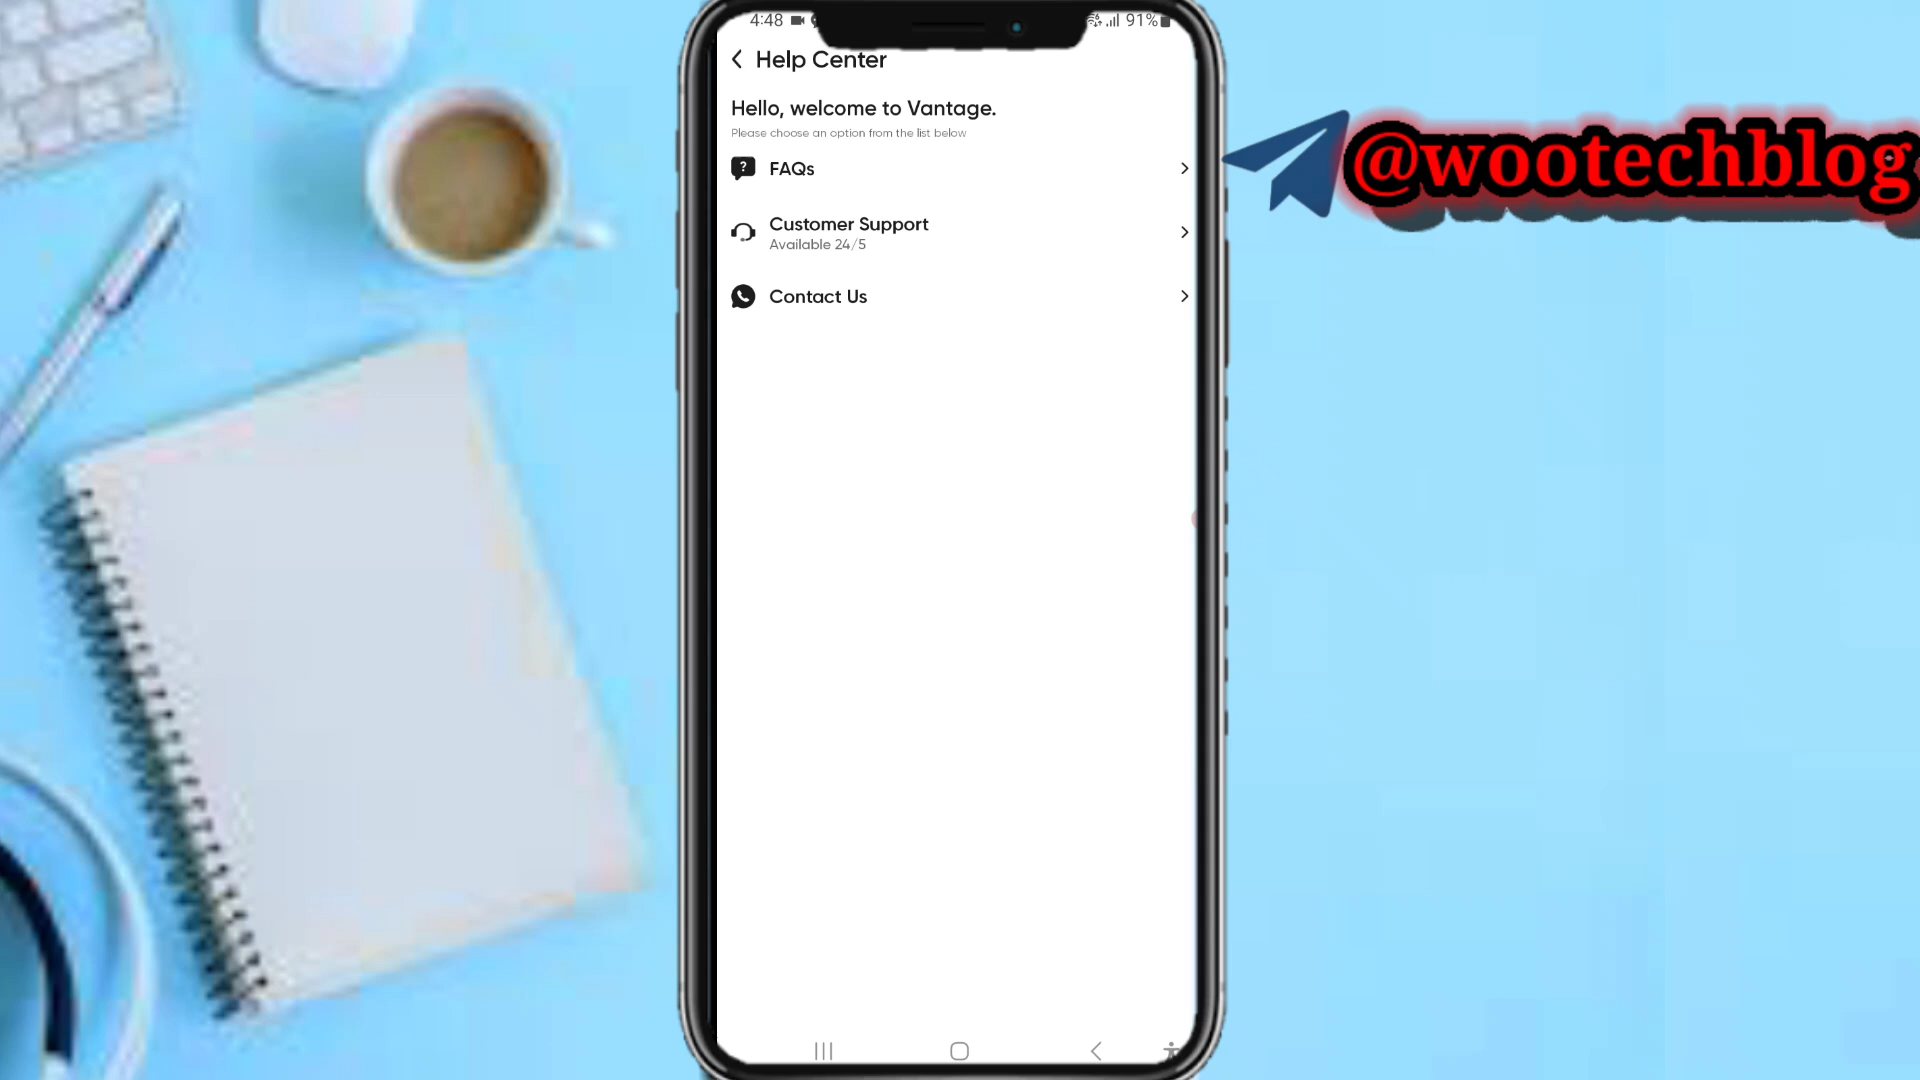 4:48
91%
Help Center
Hello, welcome to Vantage.
Please choose an option from the list below
FAQs
Customer Support
Available 24/5
Contact Us
@wootechblog